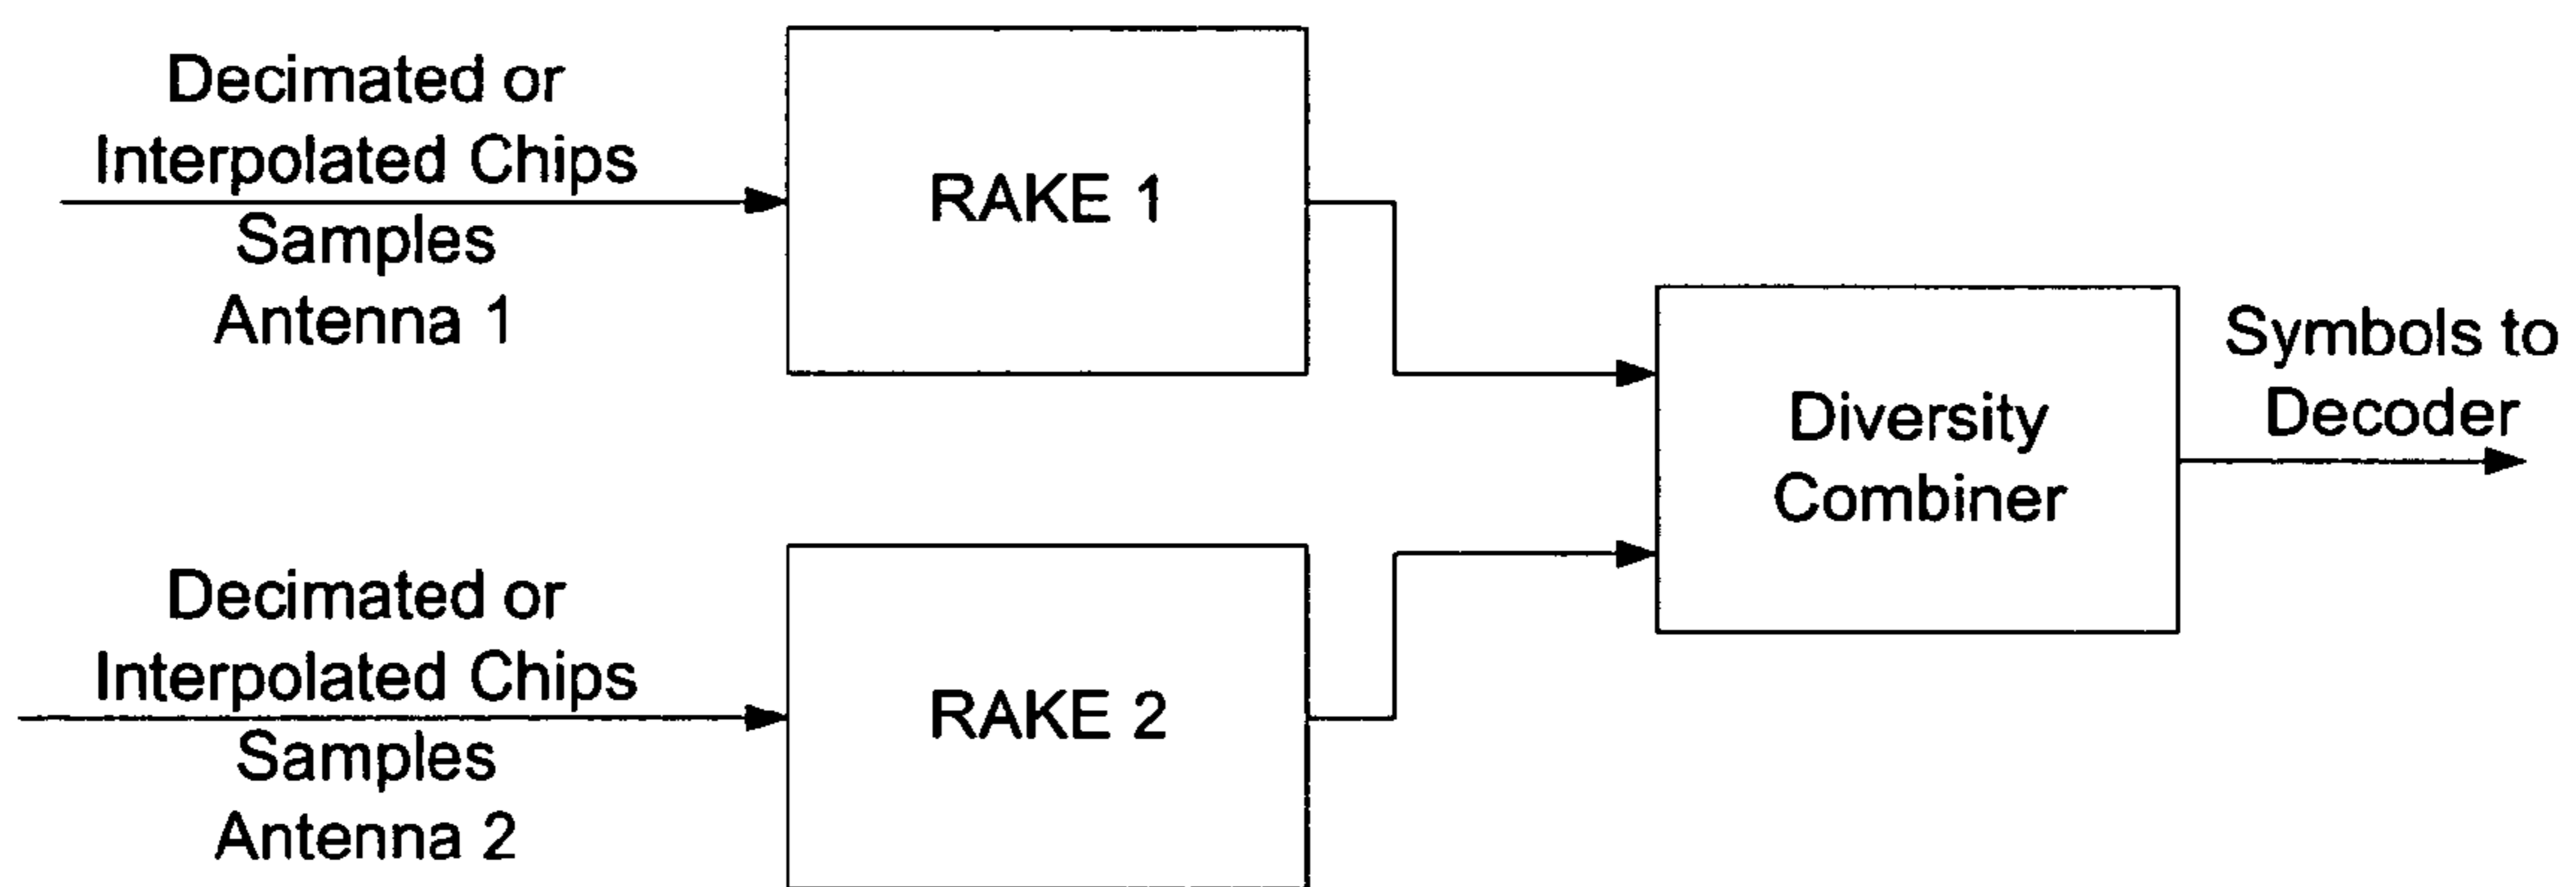 Decimated or
Interpolated Chips
Samples
Antenna 1
RAKE 1
Diversity
Combiner
Symbols to
Decoder
Decimated or
Interpolated Chips
Samples
Antenna 2
RAKE 2